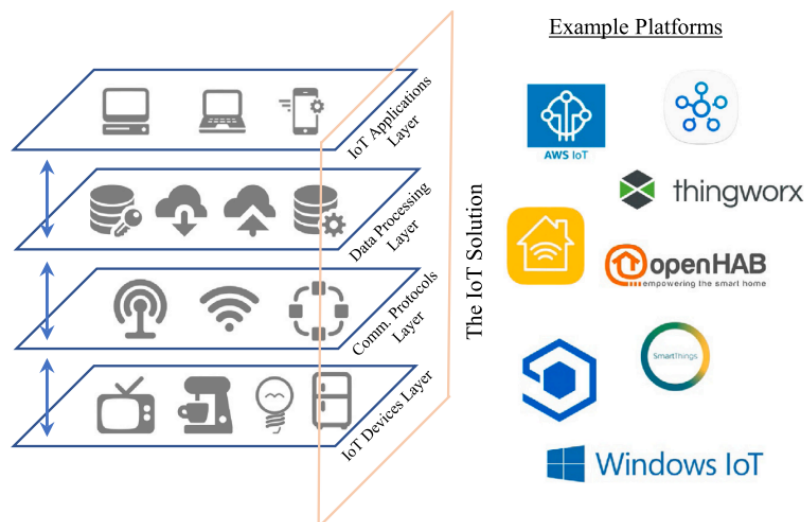 Example Platforms
IoT Applications
Layer
Data Processing
Layer
Comm. Protocols
Layer
IoT Devices Layer
The IoT Solution
AWS IoT
thingworx
openHAB
empowering the smart home
SmartThings
Windows IoT